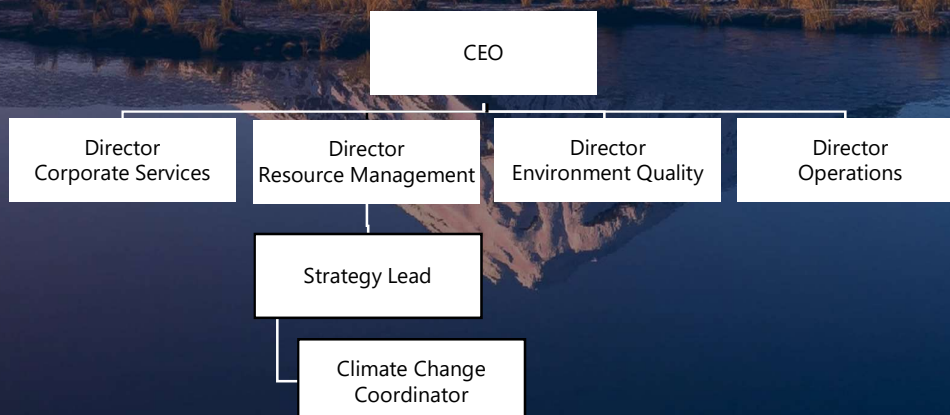 CEO
Director
Corporate Services
Director
Resource Management
Director
Environment Quality
Director
Operations
Strategy Lead
Climate Change
Coordinator